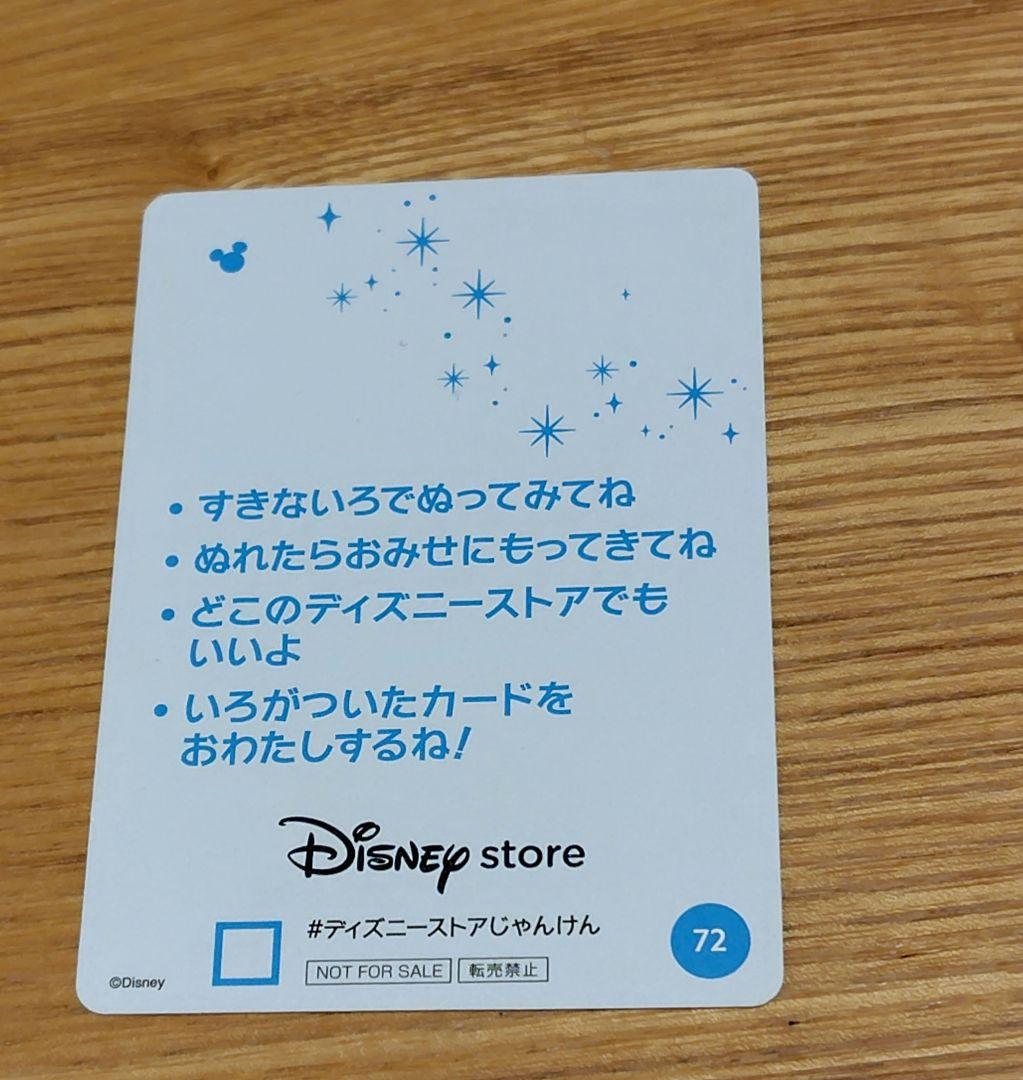 • すきないろでぬってみてね
• ぬれたらおみせにもってきてね
• どこのディズニーストアでも
いいよ
• いろがついたカードを
おわたしするね!
Disney store
#ディズニーストアじゃんけん
NOT FOR SALE 転売禁止
72
©Disney